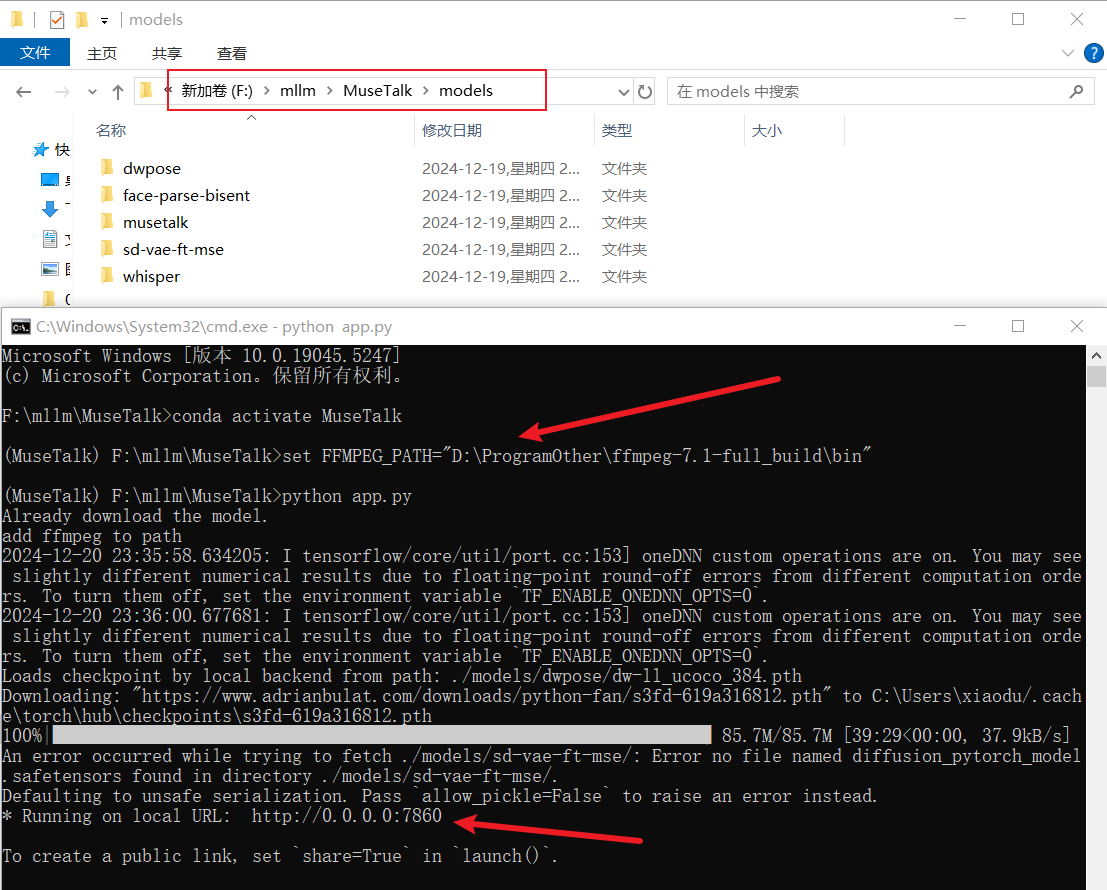 models
文件 主页 共享 查看
« 新加卷 (F:) › mllm › MuseTalk › models
在 models 中搜索
名称 修改日期 类型 大小
快
dwpose 2024-12-19,星期四 2... 文件夹
face-parse-bisent 2024-12-19,星期四 2... 文件夹
musetalk 2024-12-19,星期四 2... 文件夹
sd-vae-ft-mse 2024-12-19,星期四 2... 文件夹
whisper 2024-12-19,星期四 2... 文件夹
C:\Windows\System32\cmd.exe - python  app.py
Microsoft Windows [版本 10.0.19045.5247]
(c) Microsoft Corporation。保留所有权利。
F:\mllm\MuseTalk>conda activate MuseTalk
(MuseTalk) F:\mllm\MuseTalk>set FFMPEG_PATH="D:\ProgramOther\ffmpeg-7.1-full_build\bin"
(MuseTalk) F:\mllm\MuseTalk>python app.py
Already download the model.
add ffmpeg to path
2024-12-20 23:35:58.634205: I tensorflow/core/util/port.cc:153] oneDNN custom operations are on. You may see
slightly different numerical results due to floating-point round-off errors from different computation orde
rs. To turn them off, set the environment variable `TF_ENABLE_ONEDNN_OPTS=0`.
2024-12-20 23:36:00.677681: I tensorflow/core/util/port.cc:153] oneDNN custom operations are on. You may see
slightly different numerical results due to floating-point round-off errors from different computation orde
rs. To turn them off, set the environment variable `TF_ENABLE_ONEDNN_OPTS=0`.
Loads checkpoint by local backend from path: ./models/dwpose/dw-ll_ucoco_384.pth
Downloading: "https://www.adrianbulat.com/downloads/python-fan/s3fd-619a316812.pth" to C:\Users\xiaodu/.cach
e\torch\hub\checkpoints\s3fd-619a316812.pth
100%| 85.7M/85.7M [39:29<00:00, 37.9kB/s]
An error occurred while trying to fetch ./models/sd-vae-ft-mse/: Error no file named diffusion_pytorch_model
.safetensors found in directory ./models/sd-vae-ft-mse/.
Defaulting to unsafe serialization. Pass `allow_pickle=False` to raise an error instead.
* Running on local URL:  http://0.0.0.0:7860
To create a public link, set `share=True` in `launch()`.